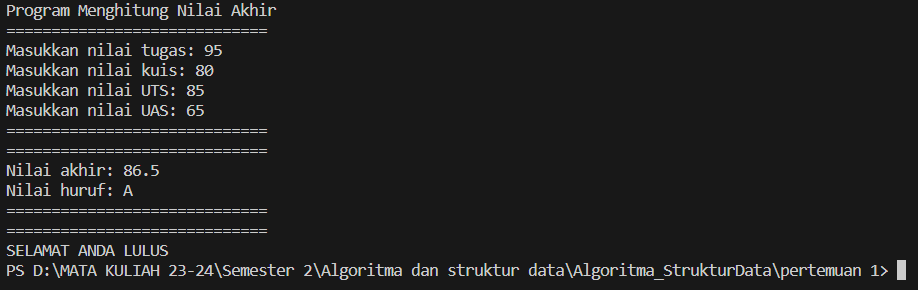 Program Menghitung Nilai Akhir
=============================
Masukkan nilai tugas: 95
Masukkan nilai kuis: 80
Masukkan nilai UTS: 85
Masukkan nilai UAS: 65
=============================
=============================
Nilai akhir: 86.5
Nilai huruf: A
=============================
=============================
SELAMAT ANDA LULUS
PS D:\MATA KULIAH 23-24\Semester 2\Algoritma dan struktur data\Algoritma_StrukturData\pertemuan 1>